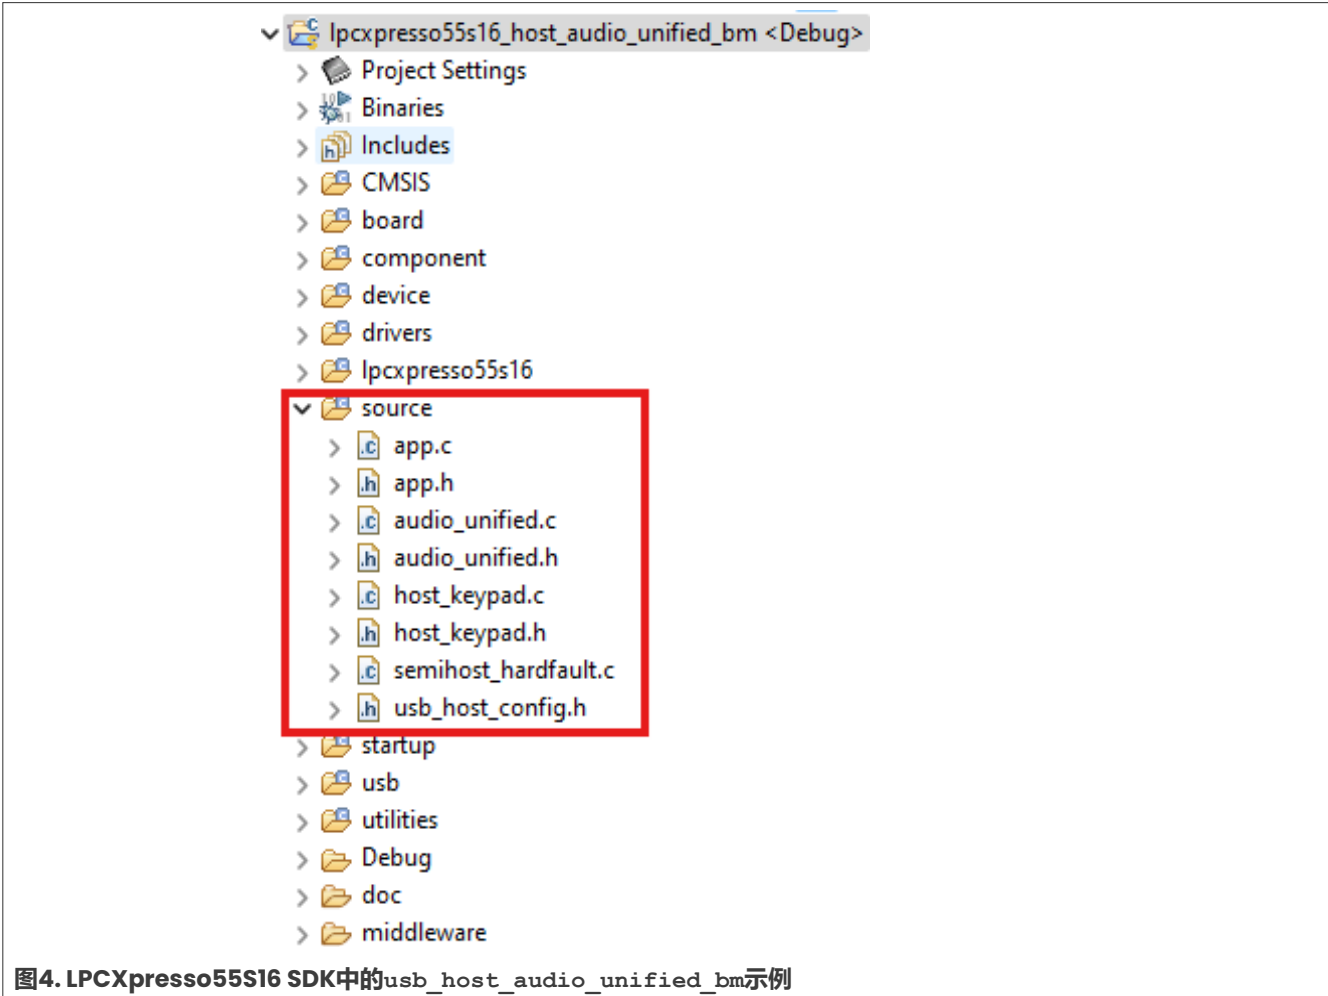 lpcxpresso55s16_host_audio_unified_bm <Debug>
Project Settings
Binaries
Includes
CMSIS
board
component
device
drivers
lpcxpresso55s16
source
app.c
app.h
audio_unified.c
audio_unified.h
host_keypad.c
host_keypad.h
semihost_hardfault.c
usb_host_config.h
startup
usb
utilities
Debug
doc
middleware
图4. LPCXpresso55S16 SDK中的usb_host_audio_unified_bm示例